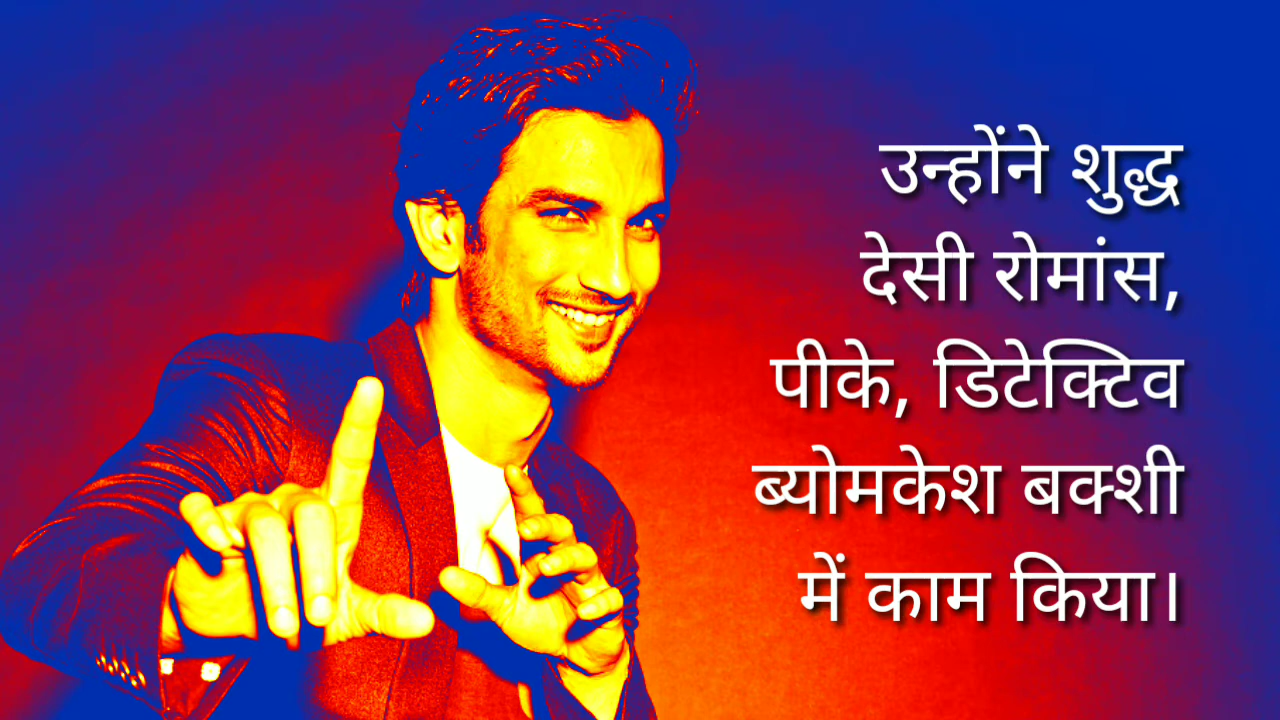 उन्होंने शुद्ध
देसी रोमांस,
पीके, डिटेक्टिव
ब्योमकेश बक्शी
में काम किया।